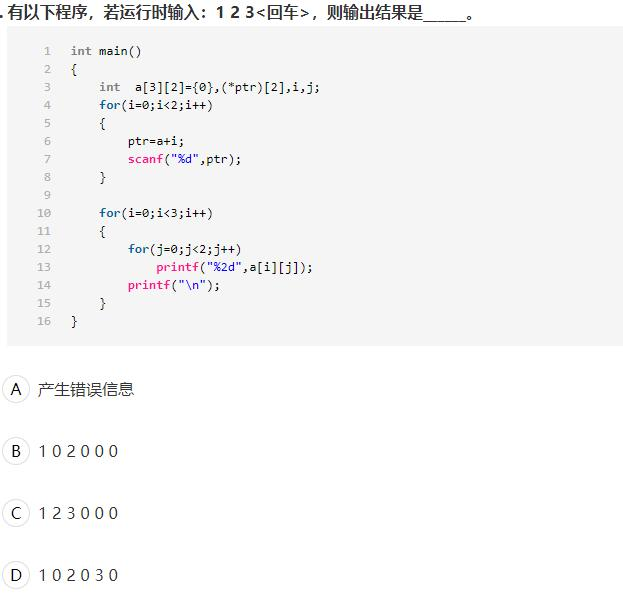 . 有以下程序，若运行时输入：1 2 3<回车>，则输出结果是______。
1 int main()
2 {
3     int  a[3][2]={0},(*ptr)[2],i,j;
4     for(i=0;i<2;i++)
5     {
6         ptr=a+i;
7         scanf("%d",ptr);
8     }
9
10     for(i=0;i<3;i++)
11     {
12         for(j=0;j<2;j++)
13             printf("%2d",a[i][j]);
14         printf("\n");
15     }
16 }
A 产生错误信息
B 1 0 2 0 0 0
C 1 2 3 0 0 0
D 1 0 2 0 3 0